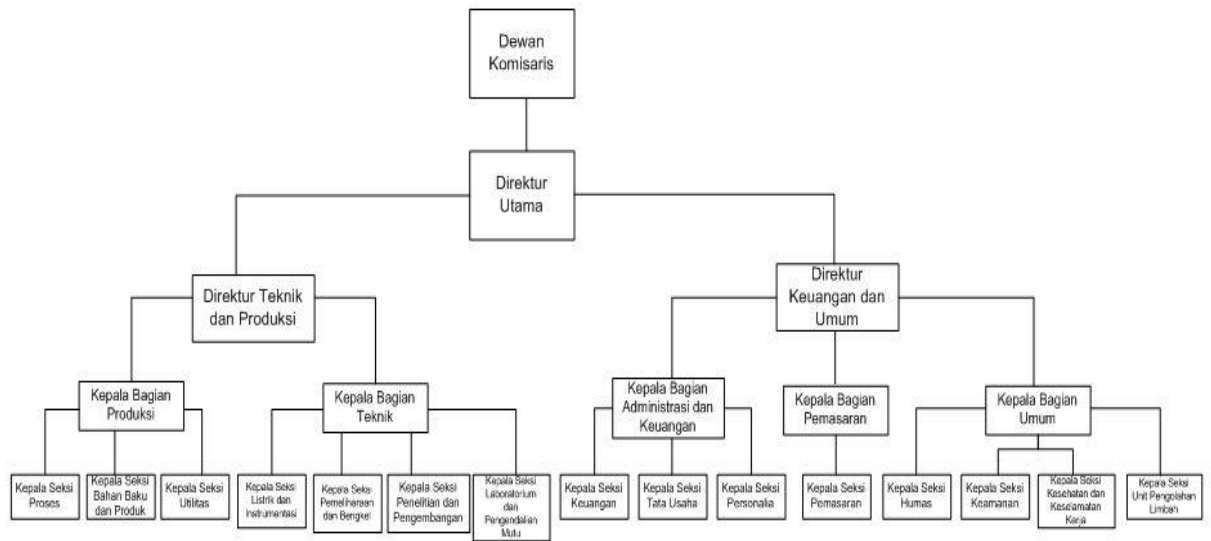 Dewan
Komisaris
Direktur
Utama
Direktur Teknik
dan Produksi
Direktur
Keuangan dan
Umum
Kepala Bagian
Produksi
Kepala Bagian
Teknik
Kepala Bagian
Administrasi dan
Keuangan
Kepala Bagian
Pemasaran
Kepala Bagian
Umum
Kepala Seksi
Proses
Kepala Seksi
Bahan Baku
dan Produk
Kepala Seksi
Utilitas
Kepala Seksi
Listrik dan
Instrumentasi
Kepala Seksi
Pemeliharaan
dan Bengkel
Kepala Seksi
Penelitian dan
Pengembangan
Kepala Seksi
Laboratorium
dan
Pengendalian
Mutu
Kepala Seksi
Keuangan
Kepala Seksi
Tata Usaha
Kepala Seksi
Personalia
Kepala Seksi
Pemasaran
Kepala Seksi
Humas
Kepala Seksi
Keamanan
Kepala Seksi
Kesehatan dan
Keselamatan
Kerja
Kepala Seksi
Unit Pengolahan
Limbah